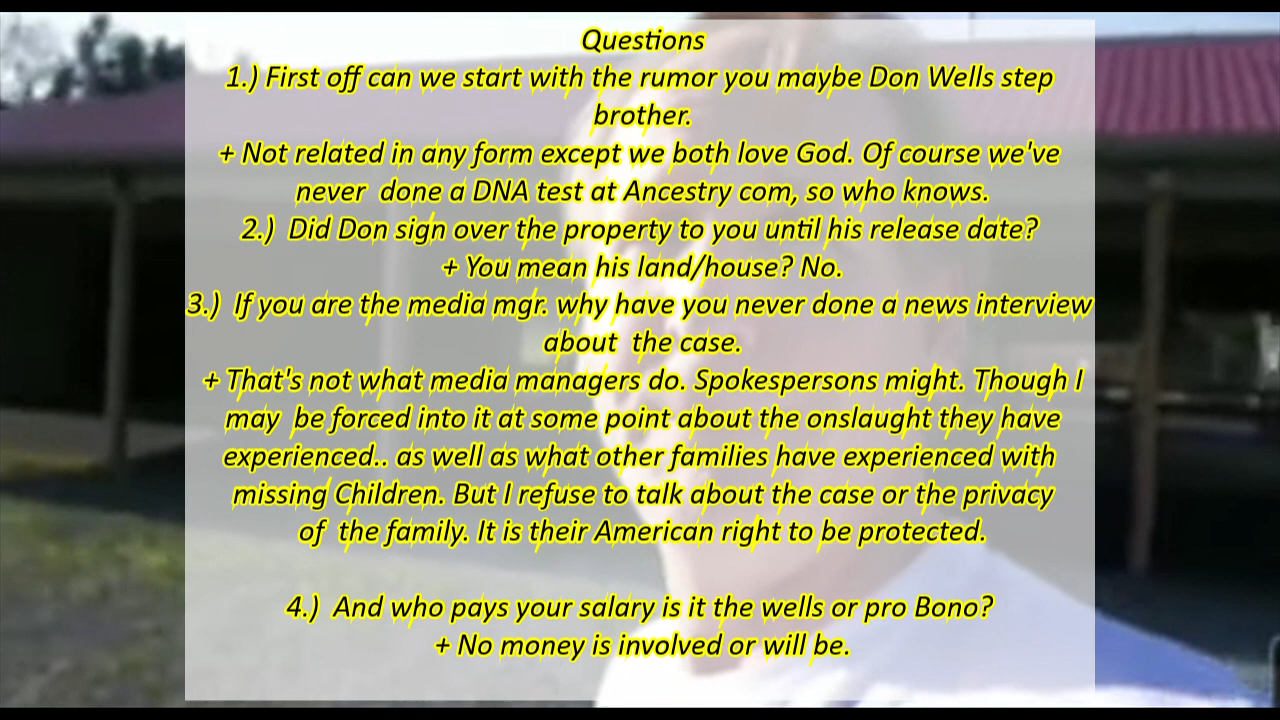 Questions
1.) First off can we start with the rumor you maybe Don Wells step
brother.
+ Not related in any form except we both love God. Of course we've
never  done a DNA test at Ancestry com, so who knows.
2.)  Did Don sign over the property to you until his release date?
+ You mean his land/house? No.
3.)  If you are the media mgr. why have you never done a news interview
about  the case.
+ That's not what media managers do. Spokespersons might. Though I
may  be forced into it at some point about the onslaught they have
experienced.. as well as what other families have experienced with
missing Children. But I refuse to talk about the case or the privacy
of  the family. It is their American right to be protected.
4.)  And who pays your salary is it the wells or pro Bono?
+ No money is involved or will be.